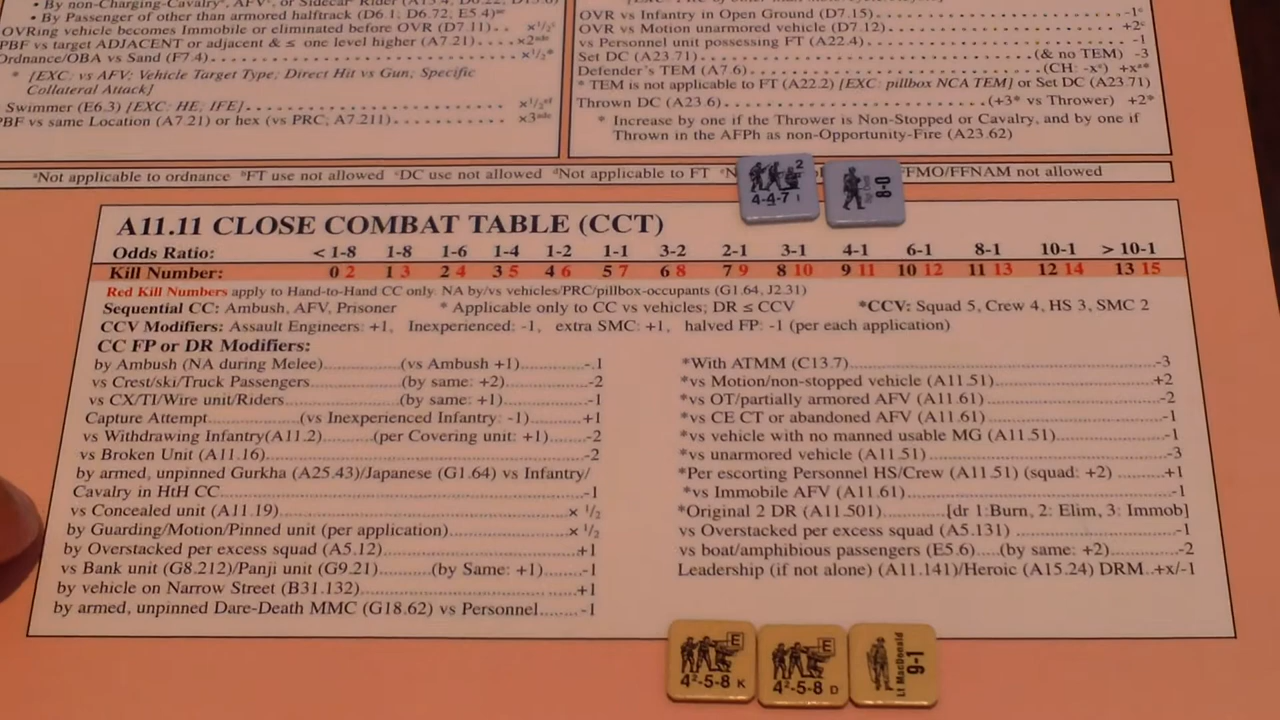 by Non-Charging-Cavalry
• By Passenger of other than armored halftrack (D6.1; D6.72, E5.4)
OVRing vehicle becomes Immobile or eliminated before OVR (D7.11) . . x½
PBF vs target ADJACENT or adjacent & ≤ one level higher (A7.21) . . . x2
Ordnance/OBA vs Sand (F7.4) . . . x½
* [EXC: vs AFV; Vehicle Target Type, Direct Hit vs Gun; Specific
Collateral Attack]
Swimmer (E6.3) [EXC: HE, IFE] . . . x½
PBF vs same Location (A7.21) or hex (vs PRC; A7.211) . . . x3
OVR vs Infantry in Open Ground (D7.15) . . . -1
OVR vs Motion unarmored vehicle (D7.12) . . . +2
vs Personnel unit possessing FT (A22.4) . . . -1
Set DC (A23.71) . . . (& no TEM) -3
Defender's TEM (A7.6) . . . (CH: -x) +x
* TEM is not applicable to FT (A22.2) [EXC: pillbox NCA TEM] or Set DC (A23.71)
Thrown DC (A23.6) . . . (+3* vs Thrower) +2*
* Increase by one if the Thrower is Non-Stopped or Cavalry, and by one if
Thrown in the AFPh as non-Opportunity-Fire (A23.62)
Not applicable to ordnance FT use not allowed DC use not allowed Not applicable to FT FFMO/FFNAM not allowed
2
4-4-7 I
8-0
A11.11 CLOSE COMBAT TABLE (CCT)
Odds Ratio: < 1-8 1-8 1-6 1-4 1-2 1-1 3-2 2-1 3-1 4-1 6-1 8-1 10-1 > 10-1
Kill Number: 0 2 1 3 2 4 3 5 4 6 5 7 6 8 7 9 8 10 9 11 10 12 11 13 12 14 13 15
Red Kill Numbers apply to Hand-to-Hand CC only. NA by/vs vehicles/PRC/pillbox-occupants (G1.64, J2.31)
Sequential CC: Ambush, AFV, Prisoner * Applicable only to CC vs vehicles; DR ≤ CCV *CCV: Squad 5, Crew 4, HS 3, SMC 2
CCV Modifiers: Assault Engineers: +1, Inexperienced: -1, extra SMC: +1, halved FP: -1 (per each application)
CC FP or DR Modifiers:
by Ambush (NA during Melee)...............(vs Ambush +1)................-1
vs Crest/ski/Truck Passengers................(by same: +2)................-2
vs CX/TI/Wire unit/Riders................(by same: +1)................-1
Capture Attempt................(vs Inexperienced Infantry: -1)................+1
vs Withdrawing Infantry(A11.2)................(per Covering unit: +1)................-2
vs Broken Unit (A11.16)................-2
by armed, unpinned Gurkha (A25.43)/Japanese (G1.64) vs Infantry/
Cavalry in HtH CC................-1
vs Concealed unit (A11.19)................x ½
by Guarding/Motion/Pinned unit (per application)................x ½
by Overstacked per excess squad (A5.12)................+1
vs Bank unit (G8.212)/Panji unit (G9.21)................(by Same: +1)................-1
by vehicle on Narrow Street (B31.132)................+1
by armed, unpinned Dare-Death MMC (G18.62) vs Personnel................-1
*With ATMM (C13.7)................-3
*vs Motion/non-stopped vehicle (A11.51)................+2
*vs OT/partially armored AFV (A11.61)................-2
*vs CE CT or abandoned AFV (A11.61)................-1
*vs vehicle with no manned usable MG (A11.51)................-1
*vs unarmored vehicle (A11.51)................-3
*Per escorting Personnel HS/Crew (A11.51) (squad: +2)................+1
*vs Immobile AFV (A11.61)................-1
*Original 2 DR (A11.501)................[dr 1:Burn, 2: Elim, 3: Immob]
vs Overstacked per excess squad (A5.131)................-1
vs boat/amphibious passengers (E5.6).....(by same: +2)................-2
Leadership (if not alone) (A11.141)/Heroic (A15.24) DRM..+x/-1
E
4²-5-8 K
E
4²-5-8 D
Lt MacDonald
9-1